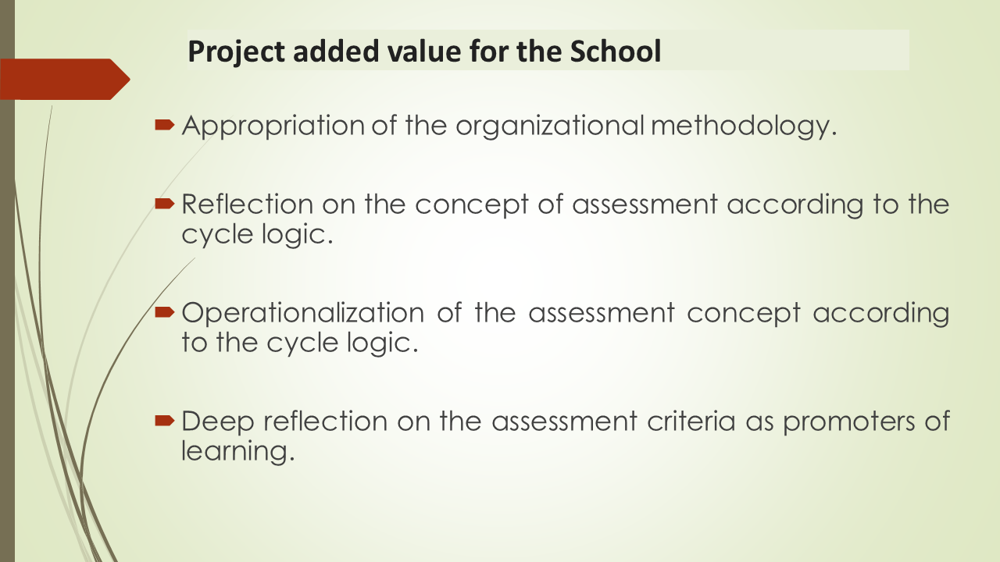 Project added value for the School
Appropriation of the organizational methodology.
Reflection on the concept of assessment according to the
cycle logic.
Operationalization of the assessment concept according
to the cycle logic.
Deep reflection on the assessment criteria as promoters of
learning.